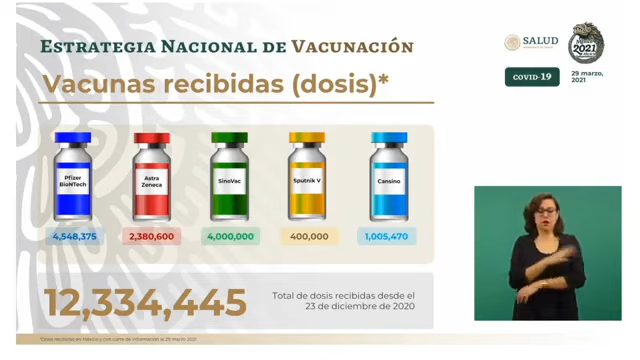 ESTRATEGIA NACIONAL DE VACUNACIÓN
Vacunas recibidas (dosis)*
SALUD
2021
COVID-19
29 marzo,
2021
Pfizer
BioNTech
Astra
Zeneca
SinoVac
Sputnik V
Cansino
4,548,375
2,380,600
4,000,000
400,000
1,005,470
12,334,445
Total de dosis recibidas desde el
23 de diciembre de 2020